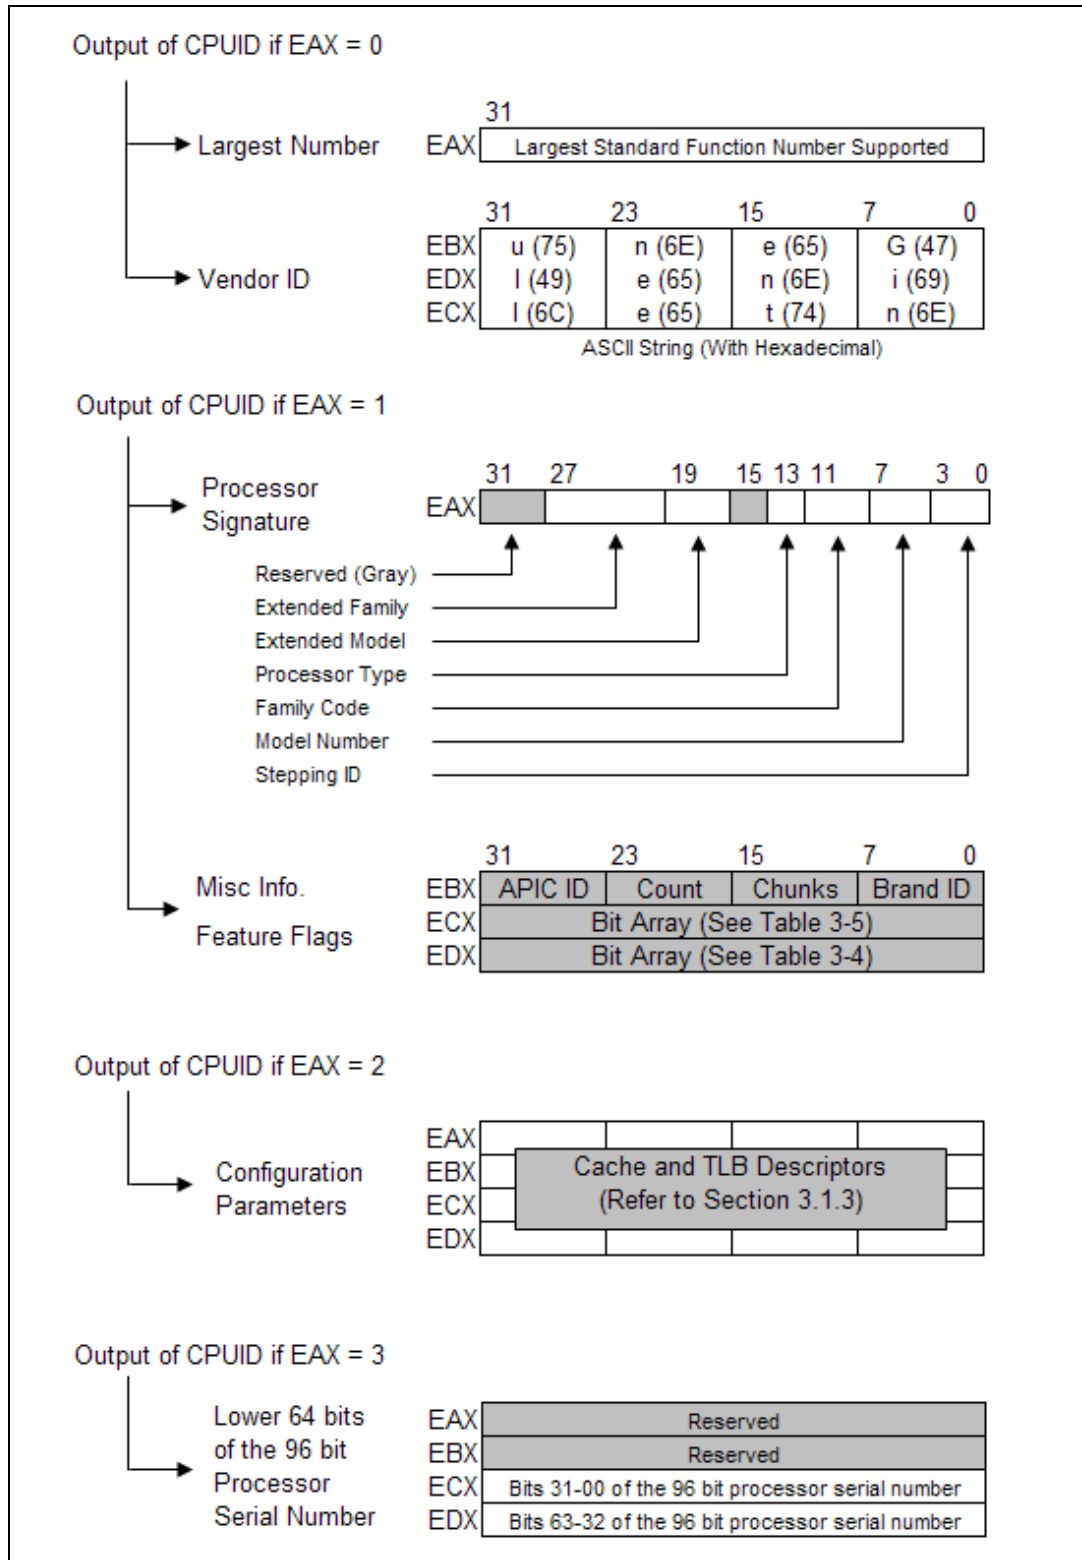 Output of CPUID if EAX = 0
31
Largest Number EAX Largest Standard Function Number Supported
31 23 15 7 0
EBX u (75) n (6E) e (65) G (47)
Vendor ID EDX I (49) e (65) n (6E) i (69)
ECX l (6C) e (65) t (74) n (6E)
ASCII String (With Hexadecimal)
Output of CPUID if EAX = 1
31 27 19 15 13 11 7 3 0
Processor
Signature EAX
Reserved (Gray)
Extended Family
Extended Model
Processor Type
Family Code
Model Number
Stepping ID
31 23 15 7 0
Misc Info. EBX APIC ID Count Chunks Brand ID
ECX Bit Array (See Table 3-5)
Feature Flags
EDX Bit Array (See Table 3-4)
Output of CPUID if EAX = 2
EAX
Configuration EBX Cache and TLB Descriptors
Parameters ECX (Refer to Section 3.1.3)
EDX
Output of CPUID if EAX = 3
Lower 64 bits EAX Reserved
of the 96 bit EBX Reserved
Processor ECX Bits 31-00 of the 96 bit processor serial number
Serial Number EDX Bits 63-32 of the 96 bit processor serial number